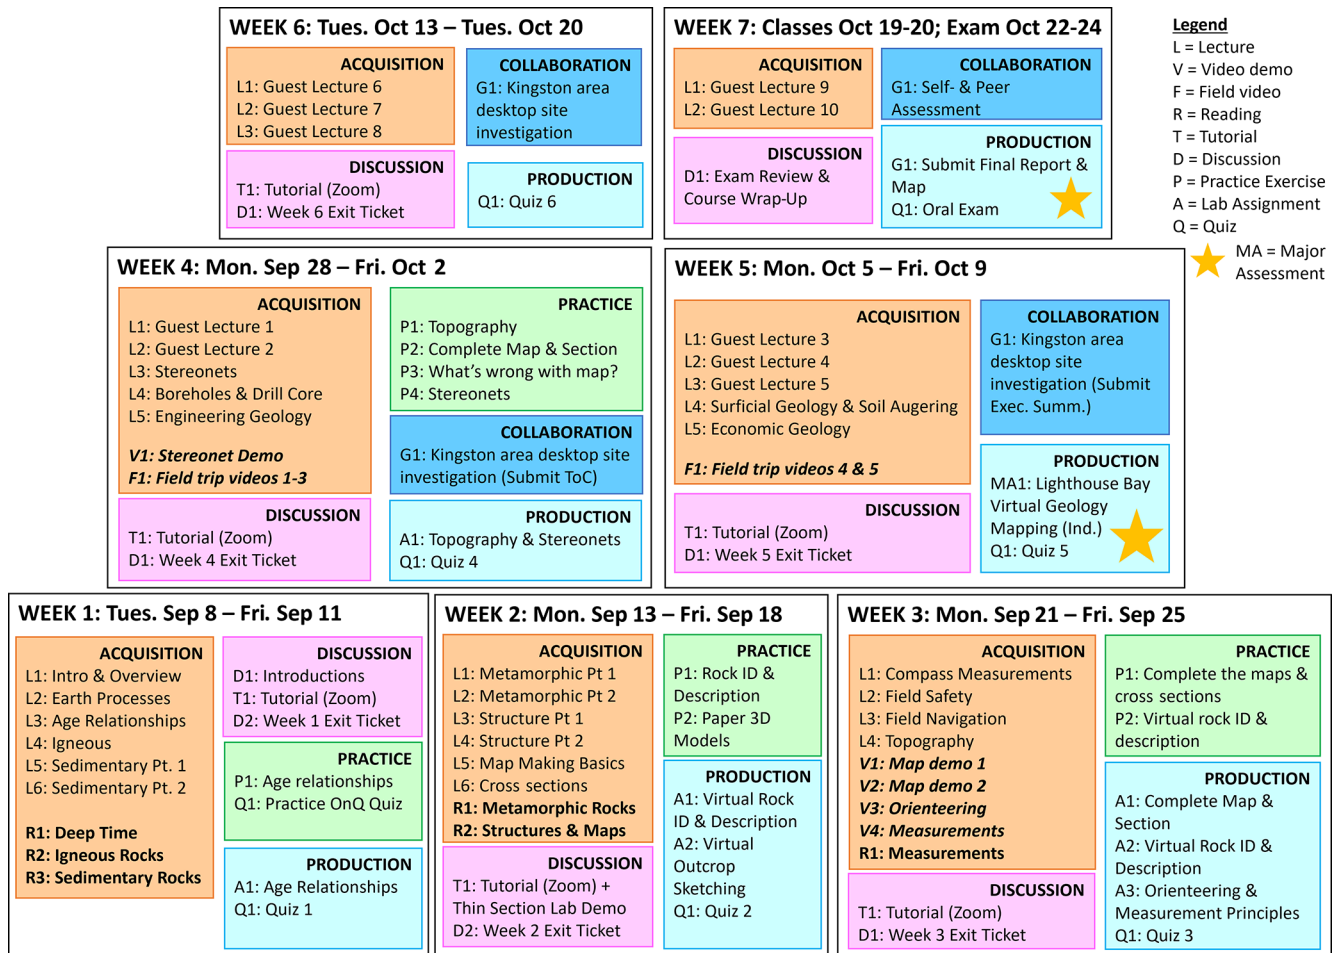 WEEK 6: Tues. Oct 13 – Tues. Oct 20
ACQUISITION
L1: Guest Lecture 6
L2: Guest Lecture 7
L3: Guest Lecture 8
COLLABORATION
G1: Kingston area
desktop site
investigation
DISCUSSION
T1: Tutorial (Zoom)
D1: Week 6 Exit Ticket
PRODUCTION
Q1: Quiz 6
WEEK 7: Classes Oct 19-20; Exam Oct 22-24
ACQUISITION
L1: Guest Lecture 9
L2: Guest Lecture 10
COLLABORATION
G1: Self- & Peer
Assessment
DISCUSSION
D1: Exam Review &
Course Wrap-Up
PRODUCTION
G1: Submit Final Report &
Map
Q1: Oral Exam
Legend
L = Lecture
V = Video demo
F = Field video
R = Reading
T = Tutorial
D = Discussion
P = Practice Exercise
A = Lab Assignment
Q = Quiz
MA = Major
Assessment
WEEK 4: Mon. Sep 28 – Fri. Oct 2
ACQUISITION
L1: Guest Lecture 1
L2: Guest Lecture 2
L3: Stereonets
L4: Boreholes & Drill Core
L5: Engineering Geology
V1: Stereonet Demo
F1: Field trip videos 1-3
PRACTICE
P1: Topography
P2: Complete Map & Section
P3: What's wrong with map?
P4: Stereonets
COLLABORATION
G1: Kingston area desktop site
investigation (Submit ToC)
DISCUSSION
T1: Tutorial (Zoom)
D1: Week 4 Exit Ticket
PRODUCTION
A1: Topography & Stereonets
Q1: Quiz 4
WEEK 5: Mon. Oct 5 – Fri. Oct 9
ACQUISITION
L1: Guest Lecture 3
L2: Guest Lecture 4
L3: Guest Lecture 5
L4: Surficial Geology & Soil Augering
L5: Economic Geology
F1: Field trip videos 4 & 5
COLLABORATION
G1: Kingston area
desktop site
investigation (Submit
Exec. Summ.)
DISCUSSION
T1: Tutorial (Zoom)
D1: Week 5 Exit Ticket
PRODUCTION
MA1: Lighthouse Bay
Virtual Geology
Mapping (Ind.)
Q1: Quiz 5
WEEK 1: Tues. Sep 8 – Fri. Sep 11
ACQUISITION
L1: Intro & Overview
L2: Earth Processes
L3: Age Relationships
L4: Igneous
L5: Sedimentary Pt. 1
L6: Sedimentary Pt. 2
R1: Deep Time
R2: Igneous Rocks
R3: Sedimentary Rocks
DISCUSSION
D1: Introductions
T1: Tutorial (Zoom)
D2: Week 1 Exit Ticket
PRACTICE
P1: Age relationships
Q1: Practice OnQ Quiz
PRODUCTION
A1: Age Relationships
Q1: Quiz 1
WEEK 2: Mon. Sep 13 – Fri. Sep 18
ACQUISITION
L1: Metamorphic Pt 1
L2: Metamorphic Pt 2
L3: Structure Pt 1
L4: Structure Pt 2
L5: Map Making Basics
L6: Cross sections
R1: Metamorphic Rocks
R2: Structures & Maps
DISCUSSION
T1: Tutorial (Zoom) +
Thin Section Lab Demo
D2: Week 2 Exit Ticket
PRACTICE
P1: Rock ID &
Description
P2: Paper 3D
Models
PRODUCTION
A1: Virtual Rock
ID & Description
A2: Virtual
Outcrop
Sketching
Q1: Quiz 2
WEEK 3: Mon. Sep 21 – Fri. Sep 25
ACQUISITION
L1: Compass Measurements
L2: Field Safety
L3: Field Navigation
L4: Topography
V1: Map demo 1
V2: Map demo 2
V3: Orienteering
V4: Measurements
R1: Measurements
DISCUSSION
T1: Tutorial (Zoom)
D1: Week 3 Exit Ticket
PRACTICE
P1: Complete the maps &
cross sections
P2: Virtual rock ID &
description
PRODUCTION
A1: Complete Map &
Section
A2: Virtual Rock ID &
Description
A3: Orienteering &
Measurement Principles
Q1: Quiz 3